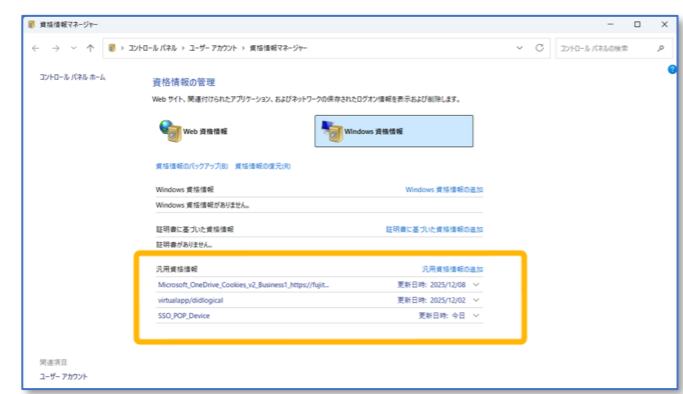 資格情報マネージャー
コントロール パネル › ユーザー アカウント › 資格情報マネージャー
コントロール パネルの検索
コントロール パネル ホーム
資格情報の管理
Web サイト、関連付けられたアプリケーション、およびネットワークの保存されたログオン情報を表示および削除します。
Web 資格情報
Windows 資格情報
資格情報のバックアップ(B) 資格情報の復元(R)
Windows 資格情報 Windows 資格情報の追加
Windows 資格情報がありません。
証明書に基づいた資格情報 証明書に基づいた資格情報の追加
証明書がありません。
汎用資格情報 汎用資格情報の追加
Microsoft_OneDrive_Cookies_v2_Business1_https://fujit... 更新日時: 2025/12/08
virtualapp/didlogical 更新日時: 2025/12/02
SSO_POP_Device 更新日時: 今日
関連項目
ユーザー アカウント